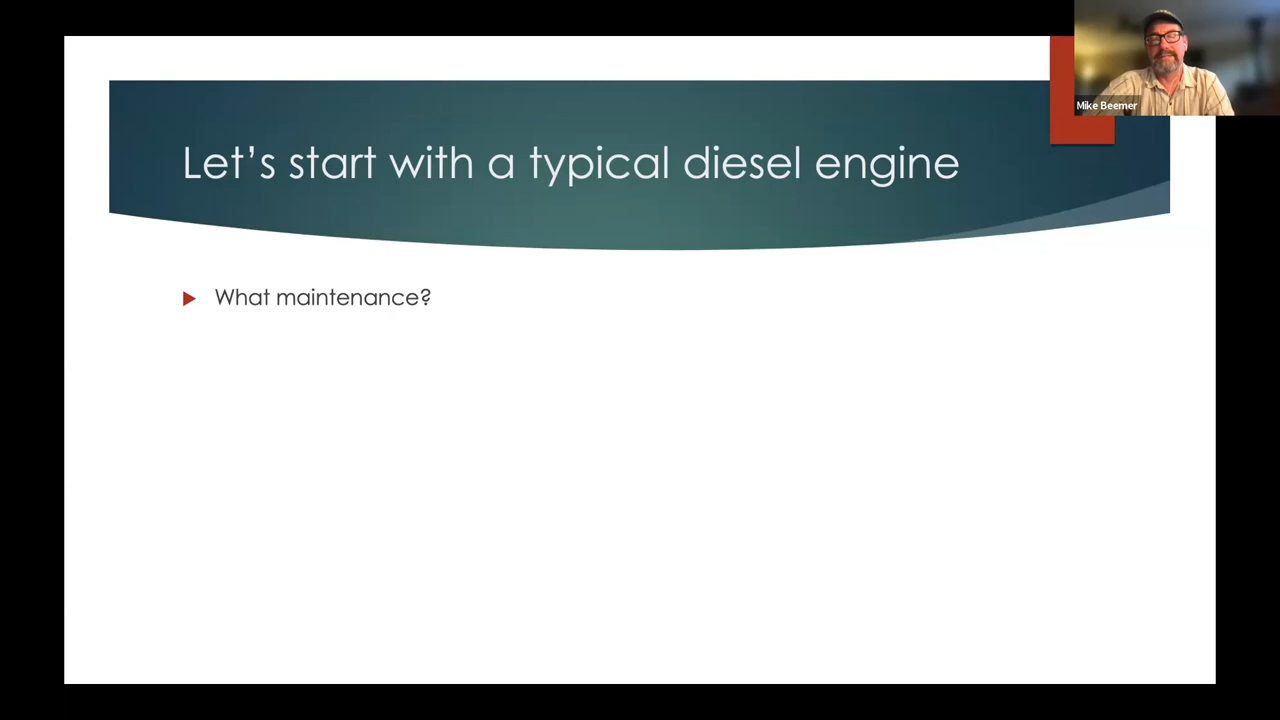 Let's start with a typical diesel engine
What maintenance?
Mike Beemer